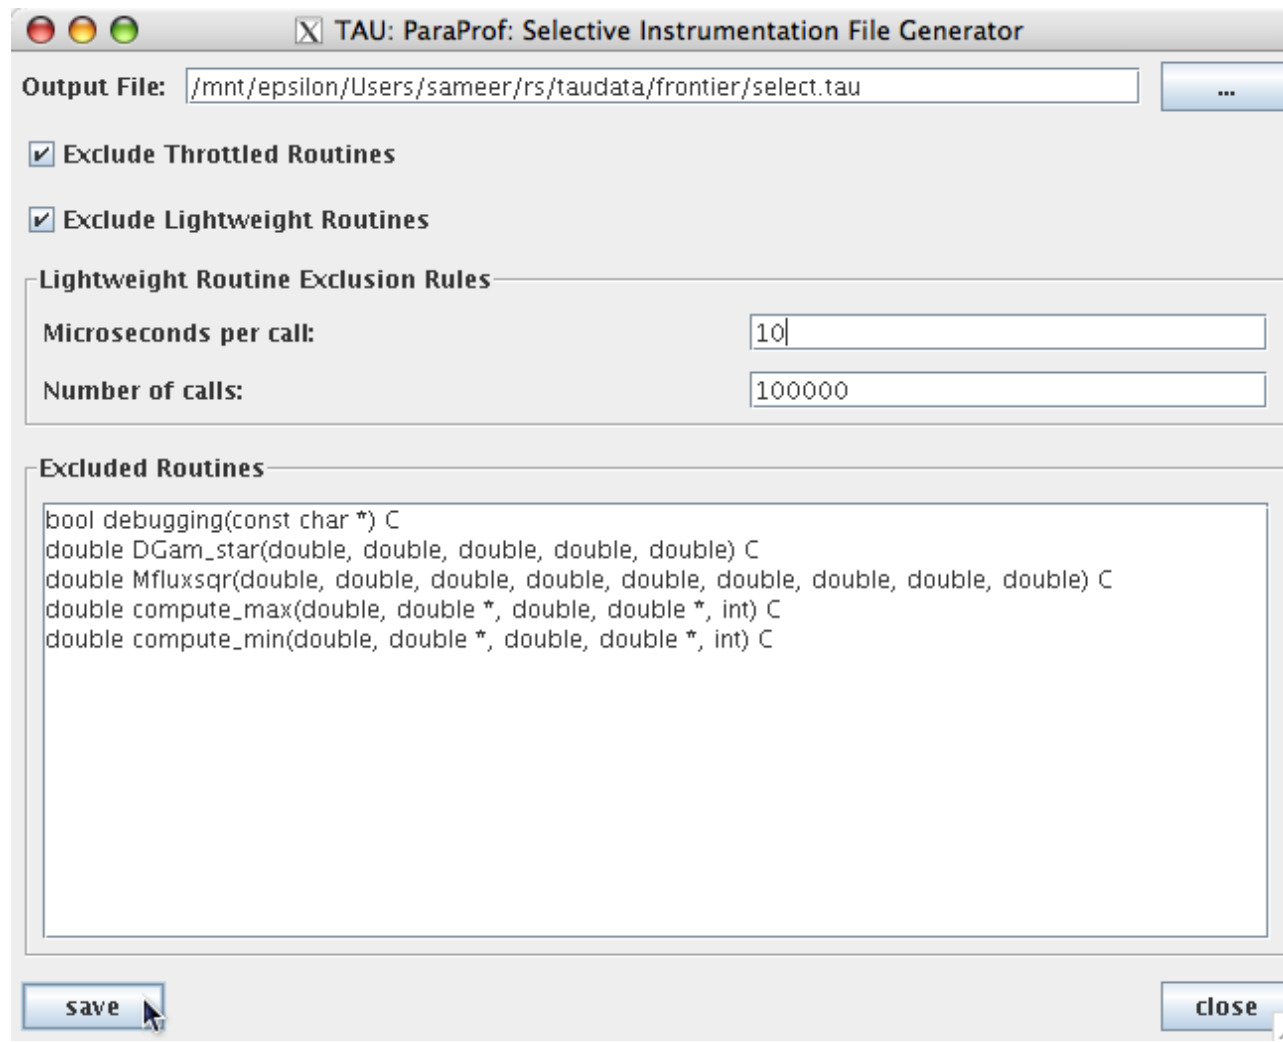 TAU: ParaProf: Selective Instrumentation File Generator
Output File: /mnt/epsilon/Users/sameer/rs/taudata/frontier/select.tau ...
Exclude Throttled Routines
Exclude Lightweight Routines
Lightweight Routine Exclusion Rules
Microseconds per call: 10
Number of calls: 100000
Excluded Routines
bool debugging(const char *) C
double DGam_star(double, double, double, double, double) C
double Mfluxsqr(double, double, double, double, double, double, double, double, double) C
double compute_max(double, double *, double, double *, int) C
double compute_min(double, double *, double, double *, int) C
save close